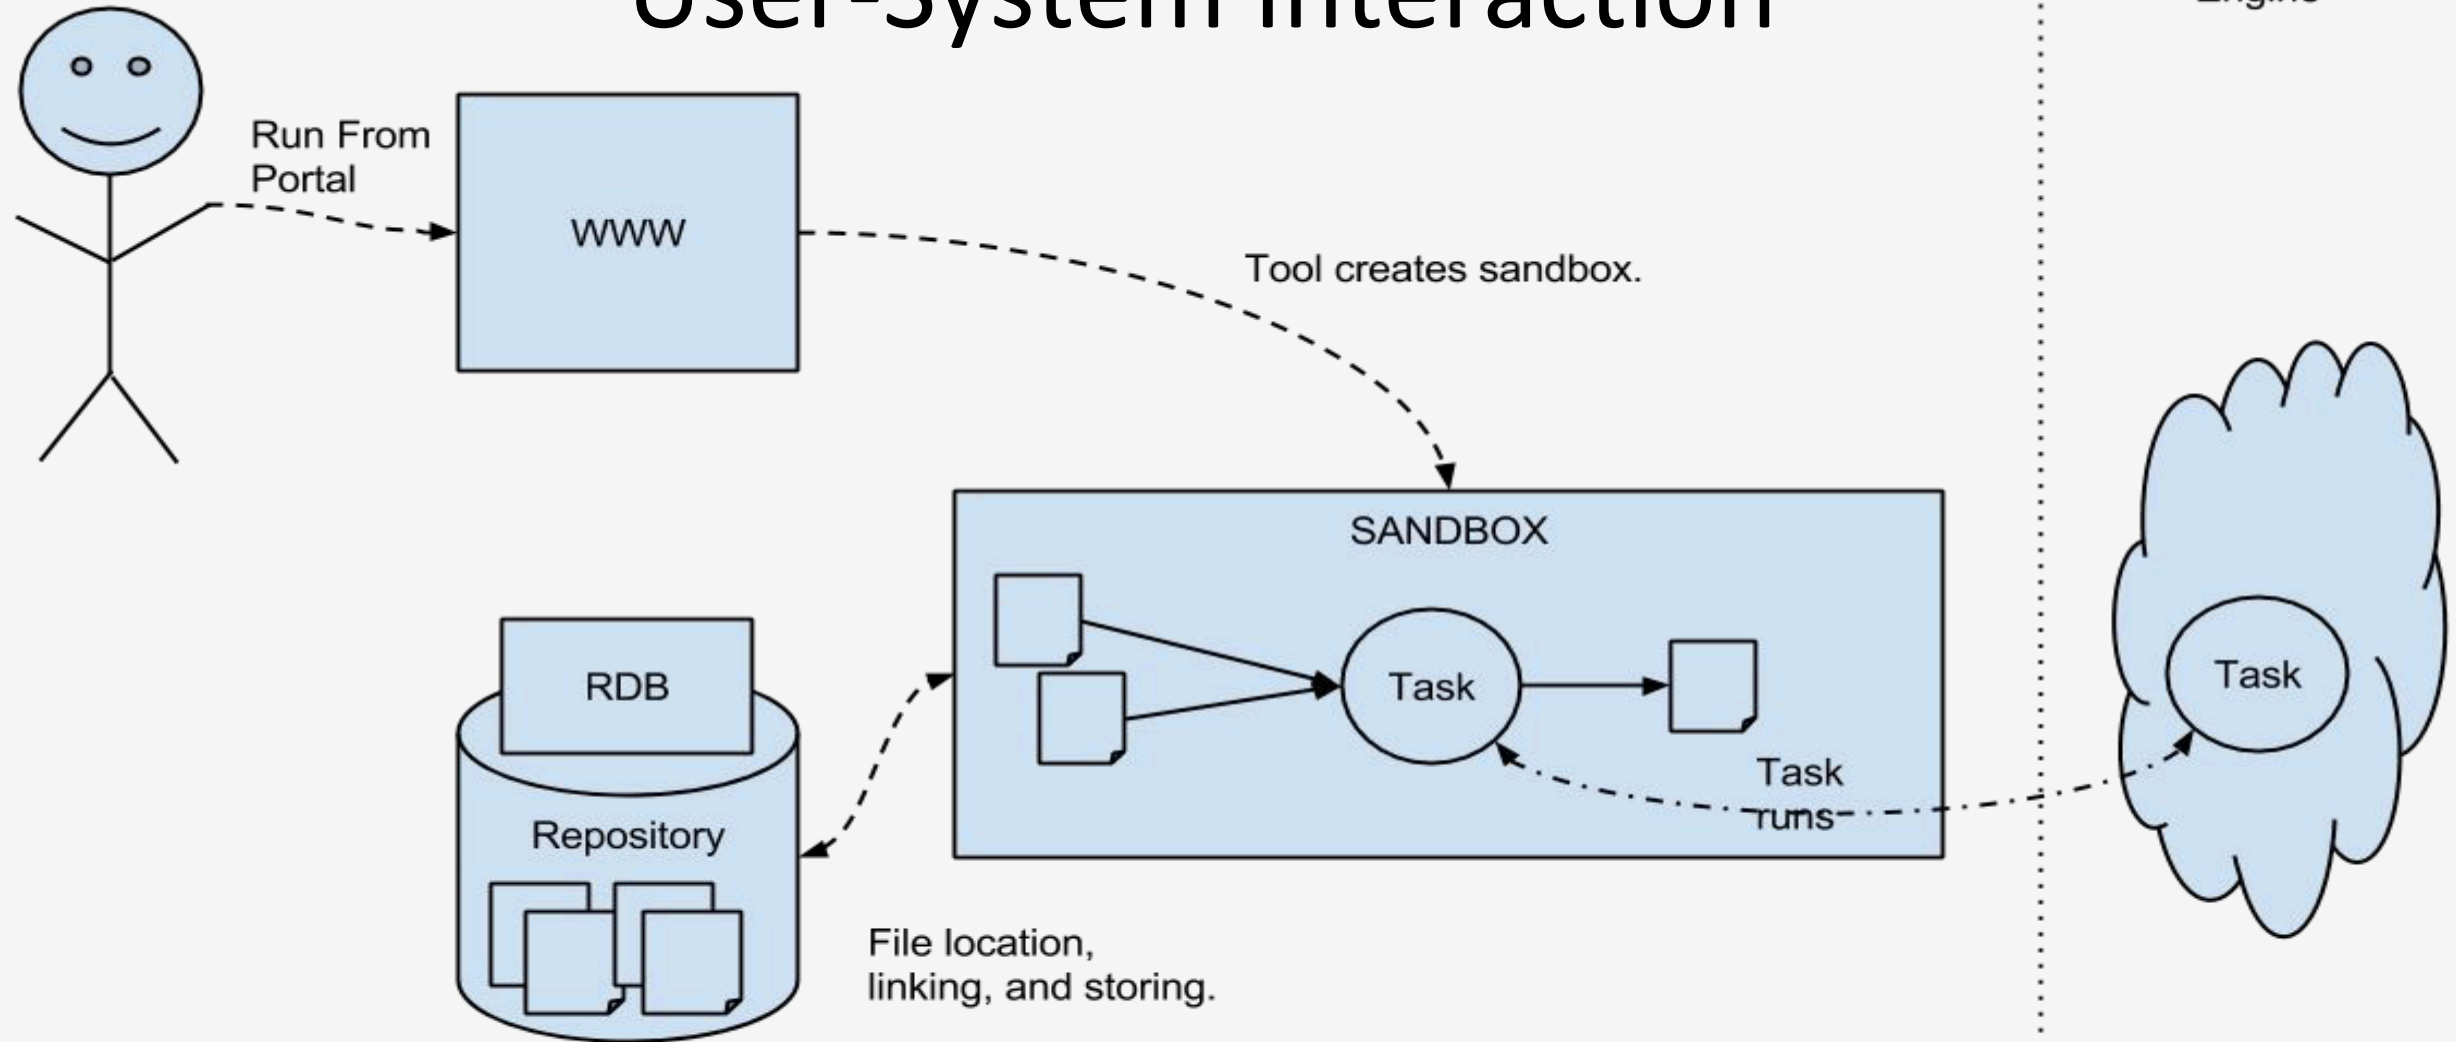 User-System Interaction
Engine
Run From
Portal
WWW
Tool creates sandbox.
SANDBOX
RDB
Task
Task
Task
runs
Repository
File location,
linking, and storing.